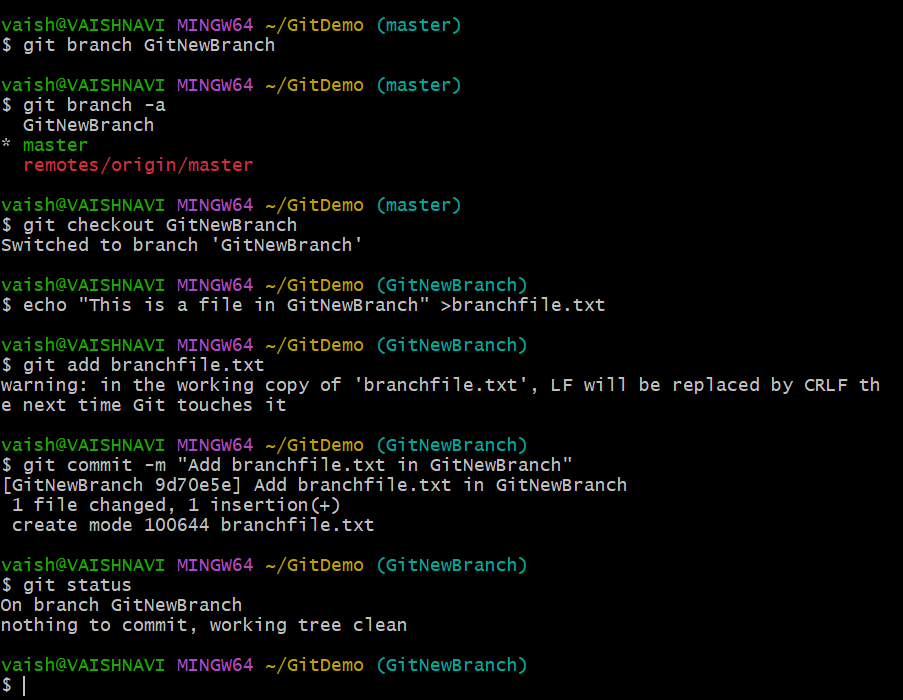 vaish@VAISHNAVI MINGW64 ~/GitDemo (master)
$ git branch GitNewBranch
vaish@VAISHNAVI MINGW64 ~/GitDemo (master)
$ git branch -a
  GitNewBranch
* master
  remotes/origin/master
vaish@VAISHNAVI MINGW64 ~/GitDemo (master)
$ git checkout GitNewBranch
Switched to branch 'GitNewBranch'
vaish@VAISHNAVI MINGW64 ~/GitDemo (GitNewBranch)
$ echo "This is a file in GitNewBranch" >branchfile.txt
vaish@VAISHNAVI MINGW64 ~/GitDemo (GitNewBranch)
$ git add branchfile.txt
warning: in the working copy of 'branchfile.txt', LF will be replaced by CRLF th
e next time Git touches it
vaish@VAISHNAVI MINGW64 ~/GitDemo (GitNewBranch)
$ git commit -m "Add branchfile.txt in GitNewBranch"
[GitNewBranch 9d70e5e] Add branchfile.txt in GitNewBranch
 1 file changed, 1 insertion(+)
 create mode 100644 branchfile.txt
vaish@VAISHNAVI MINGW64 ~/GitDemo (GitNewBranch)
$ git status
On branch GitNewBranch
nothing to commit, working tree clean
vaish@VAISHNAVI MINGW64 ~/GitDemo (GitNewBranch)
$